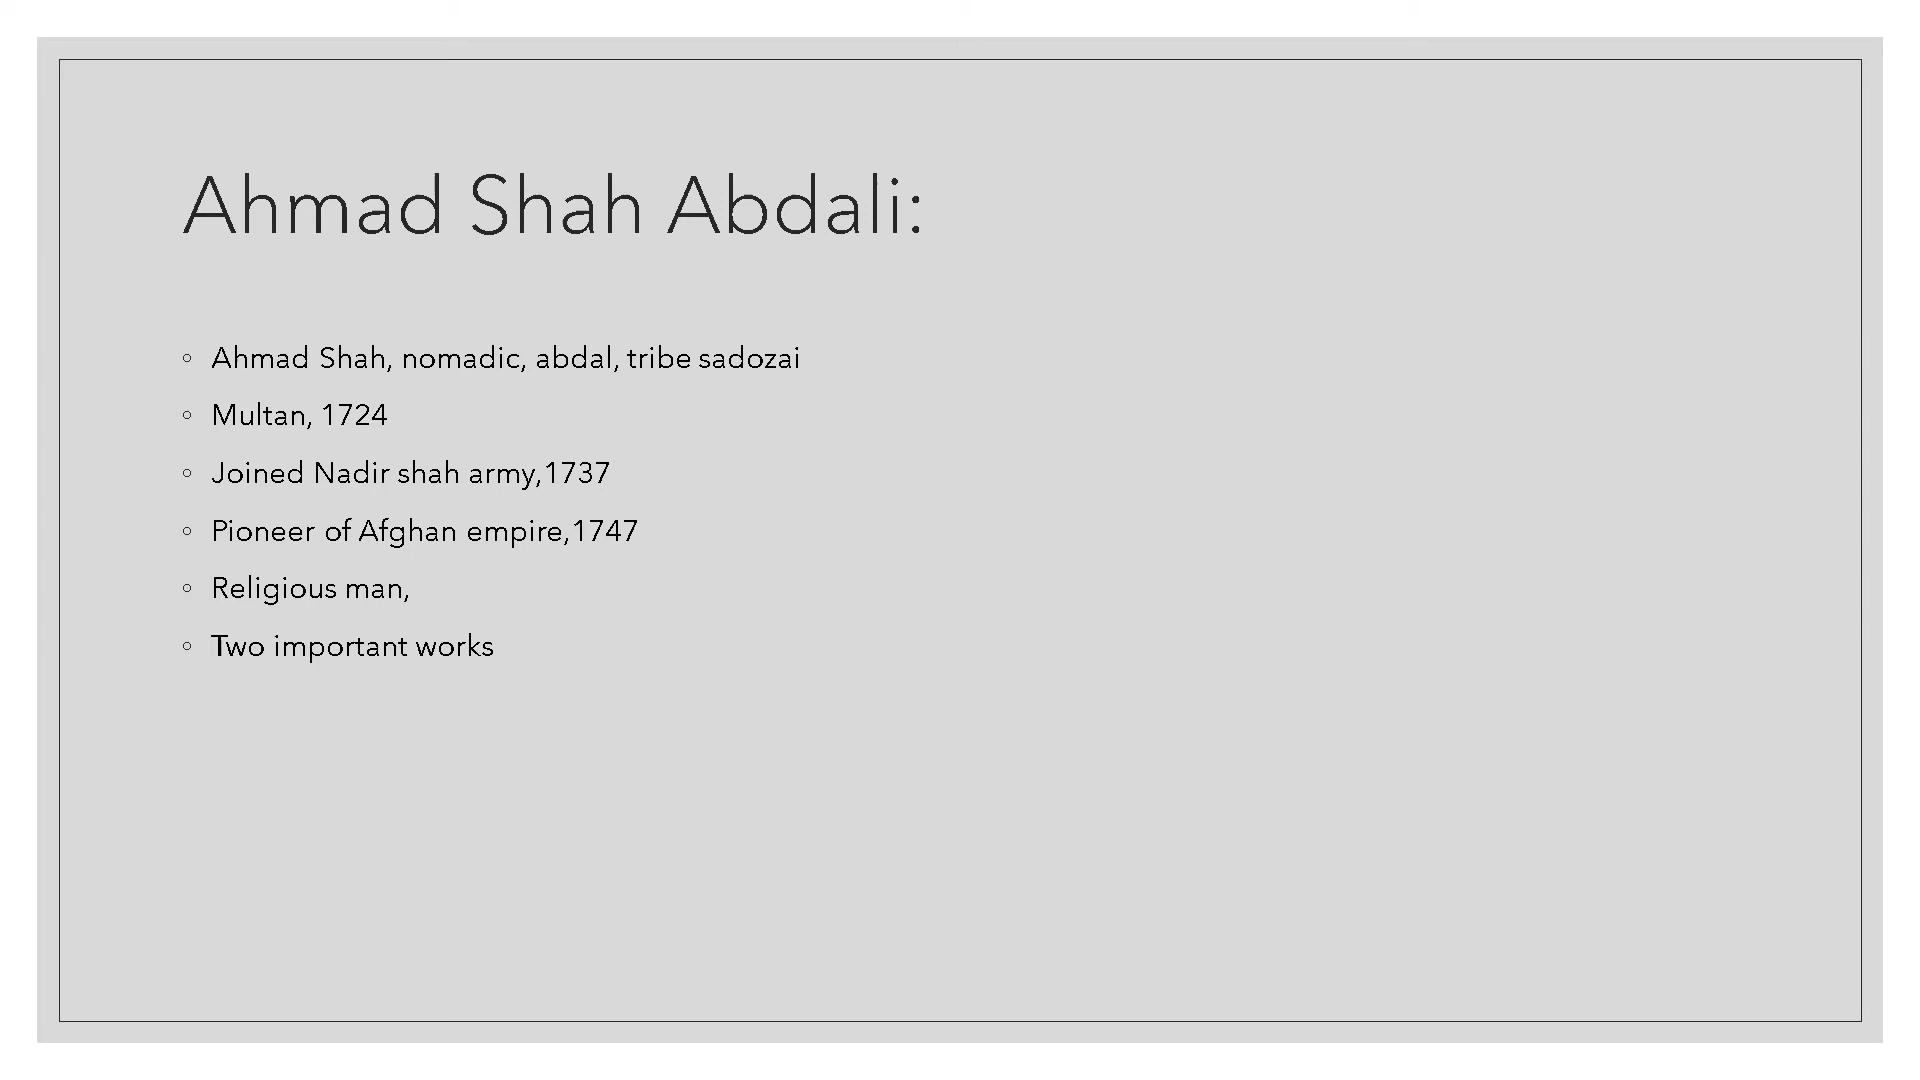 Ahmad Shah Abdali:
◦ Ahmad Shah, nomadic, abdal, tribe sadozai
◦ Multan, 1724
◦ Joined Nadir shah army,1737
◦ Pioneer of Afghan empire,1747
◦ Religious man,
◦ Two important works